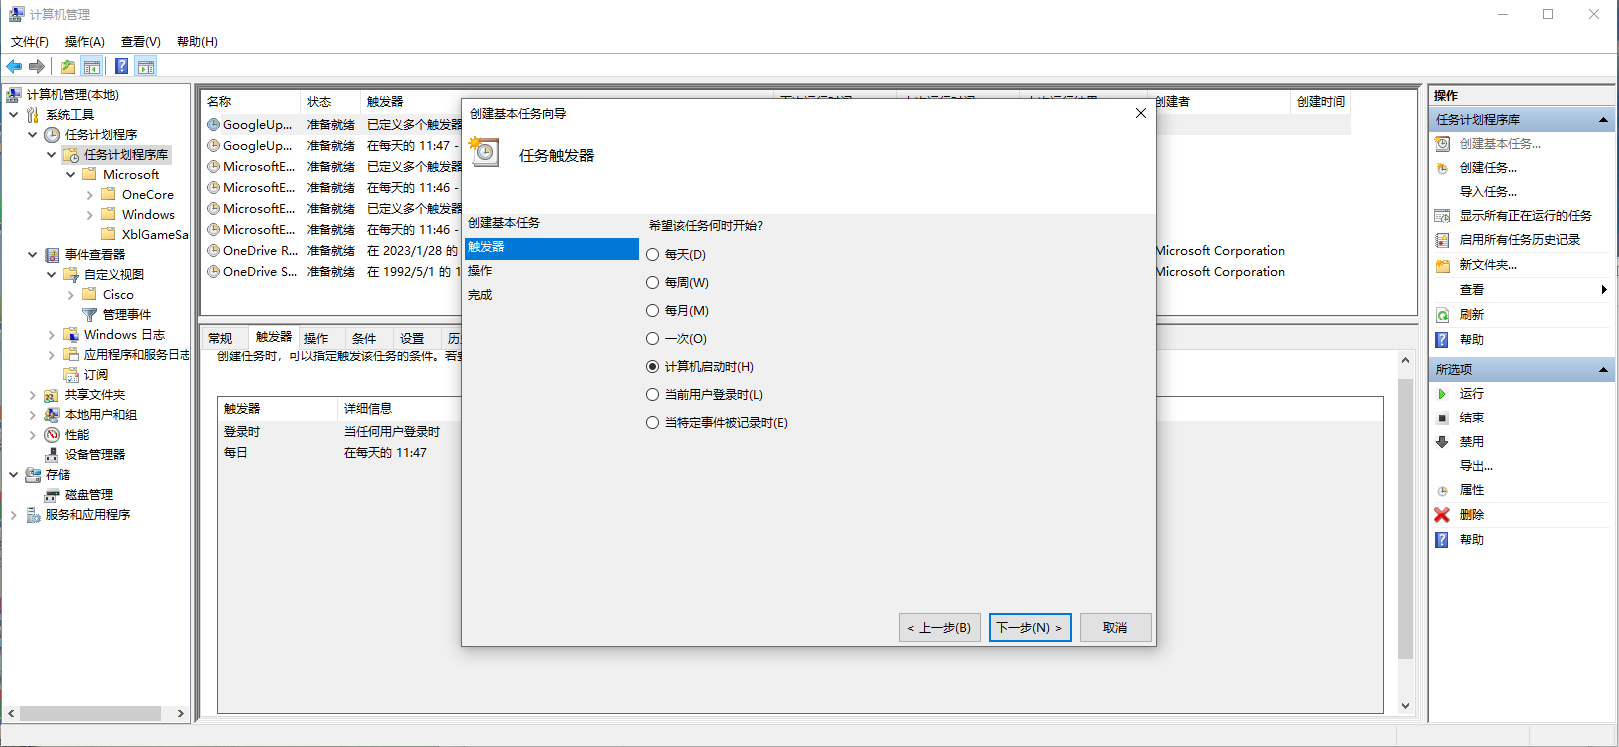 计算机管理
文件(F) 操作(A) 查看(V) 帮助(H)
计算机管理(本地)
系统工具
任务计划程序
任务计划程序库
Microsoft
OneCore
Windows
XblGameSa
事件查看器
自定义视图
Cisco
管理事件
Windows 日志
应用程序和服务日志
订阅
共享文件夹
本地用户和组
性能
设备管理器
存储
磁盘管理
服务和应用程序
名称 状态 触发器 创建者 创建时间
GoogleUp... 准备就绪 已定义多个触发器
GoogleUp... 准备就绪 在每天的 11:47 -
MicrosoftE... 准备就绪 已定义多个触发器
MicrosoftE... 准备就绪 在每天的 11:46 -
MicrosoftE... 准备就绪 已定义多个触发器
MicrosoftE... 准备就绪 在每天的 11:46 -
OneDrive R... 准备就绪 在 2023/1/28 的 Microsoft Corporation
OneDrive S... 准备就绪 在 1992/5/1 的 1 Microsoft Corporation
常规 触发器 操作 条件 设置 历
创建任务时，可以指定触发该任务的条件。若要
触发器 详细信息
登录时 当任何用户登录时
每日 在每天的 11:47
创建基本任务向导
任务触发器
创建基本任务
触发器
操作
完成
希望该任务何时开始?
每天(D)
每周(W)
每月(M)
一次(O)
计算机启动时(H)
当前用户登录时(L)
当特定事件被记录时(E)
< 上一步(B) 下一步(N) > 取消
操作
任务计划程序库
创建基本任务...
创建任务...
导入任务...
显示所有正在运行的任务
启用所有任务历史记录
新文件夹...
查看
刷新
帮助
所选项
运行
结束
禁用
导出...
属性
删除
帮助